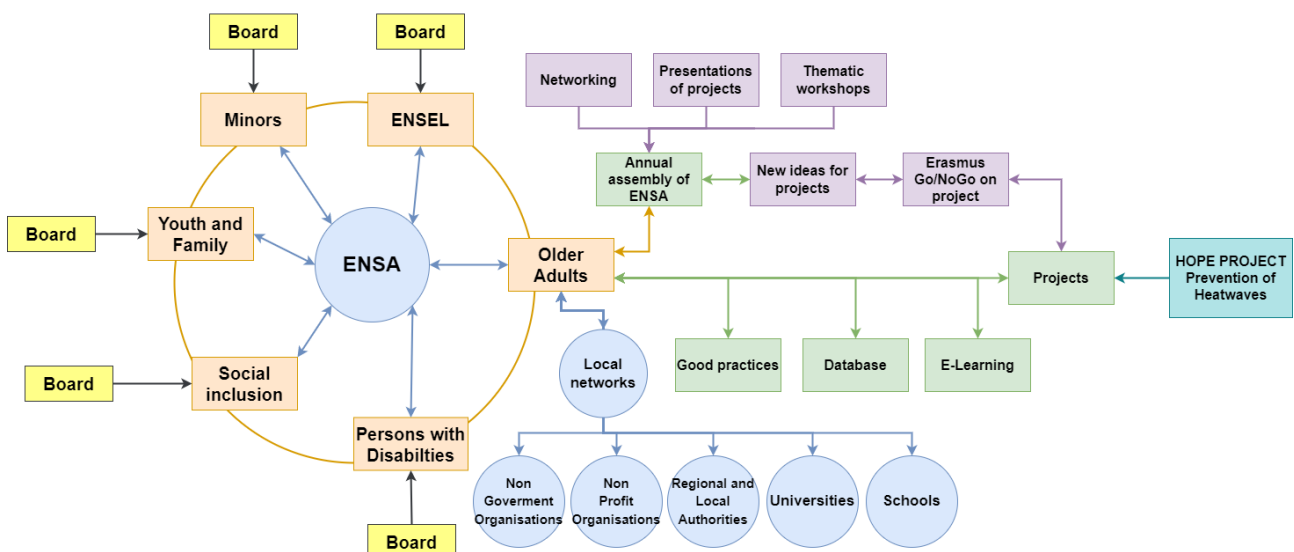 Board
Board
Networking
Presentations
of projects
Thematic
workshops
Minors
ENSEL
Annual
assembly of
ENSA
New ideas for
projects
Erasmus
Go/NoGo on
project
Board
Youth and
Family
ENSA
Older
Adults
Projects
HOPE PROJECT
Prevention of
Heatwaves
Board
Social
inclusion
Local
networks
Good practices
Database
E-Learning
Persons with
Disabilties
Non
Goverment
Organisations
Non
Profit
Organisations
Regional and
Local
Authorities
Universities
Schools
Board